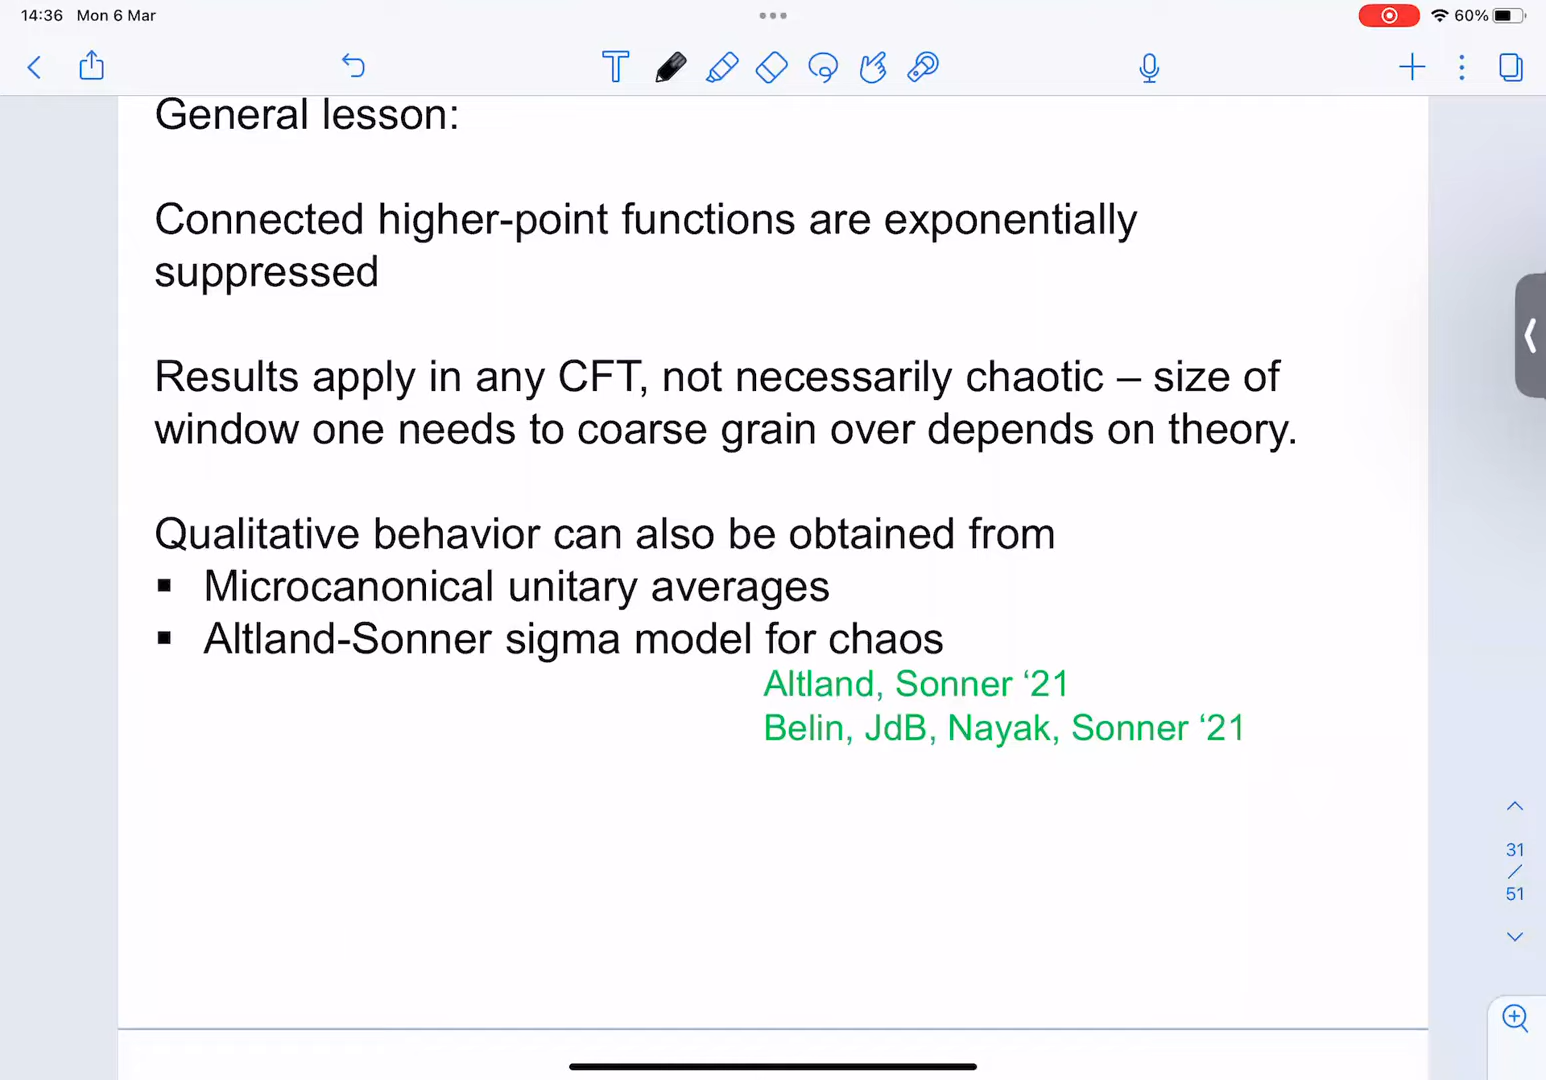 14:36 Mon 6 Mar
60%
T
General lesson:
Connected higher-point functions are exponentially
suppressed
Results apply in any CFT, not necessarily chaotic – size of
window one needs to coarse grain over depends on theory.
Qualitative behavior can also be obtained from
▪ Microcanonical unitary averages
▪ Altland-Sonner sigma model for chaos
Altland, Sonner ‘21
Belin, JdB, Nayak, Sonner ‘21
31
/
51